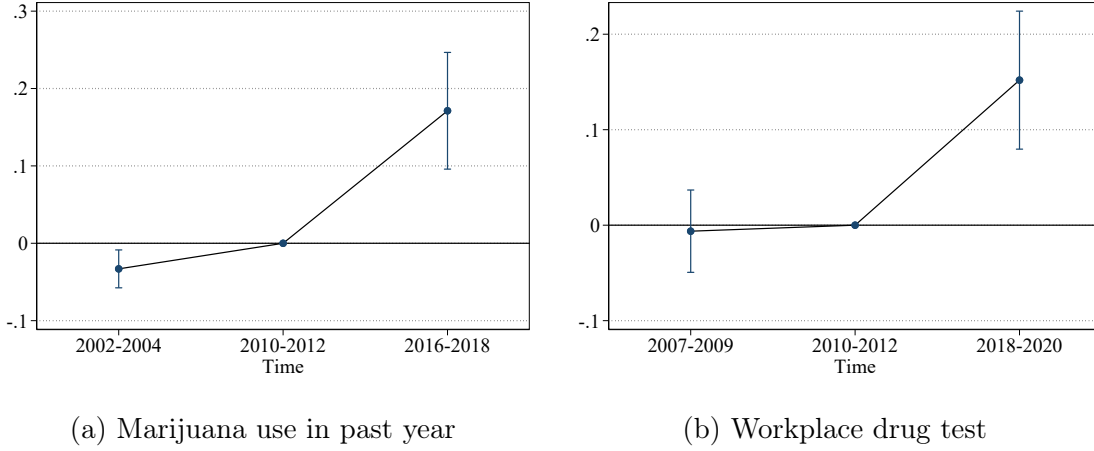 .3
.2
.1
0
-.1
2002-2004 2010-2012 2016-2018
Time
(a) Marijuana use in past year
.2
.1
0
-.1
2007-2009 2010-2012 2018-2020
Time
(b) Workplace drug test